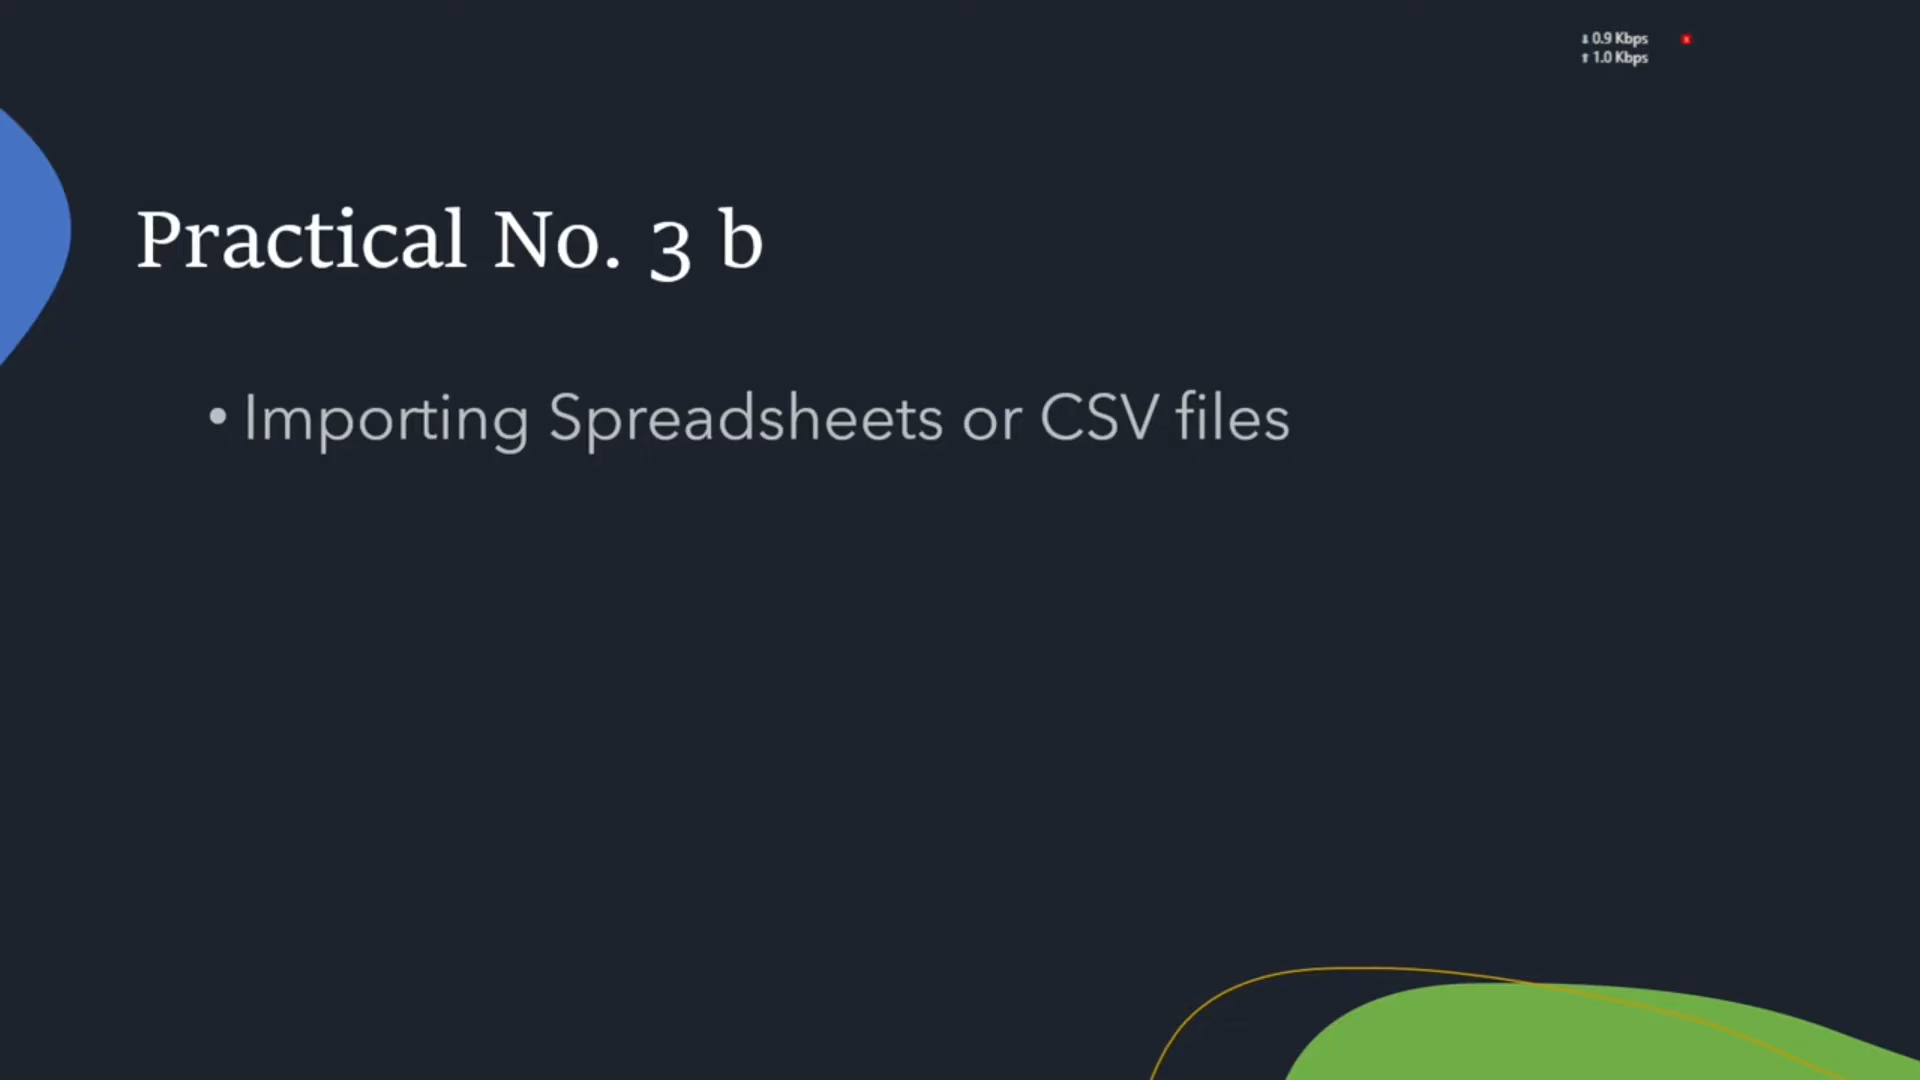 ⬇ 0.9 Kbps
⬆ 1.0 Kbps
Practical No. 3 b
• Importing Spreadsheets or CSV files